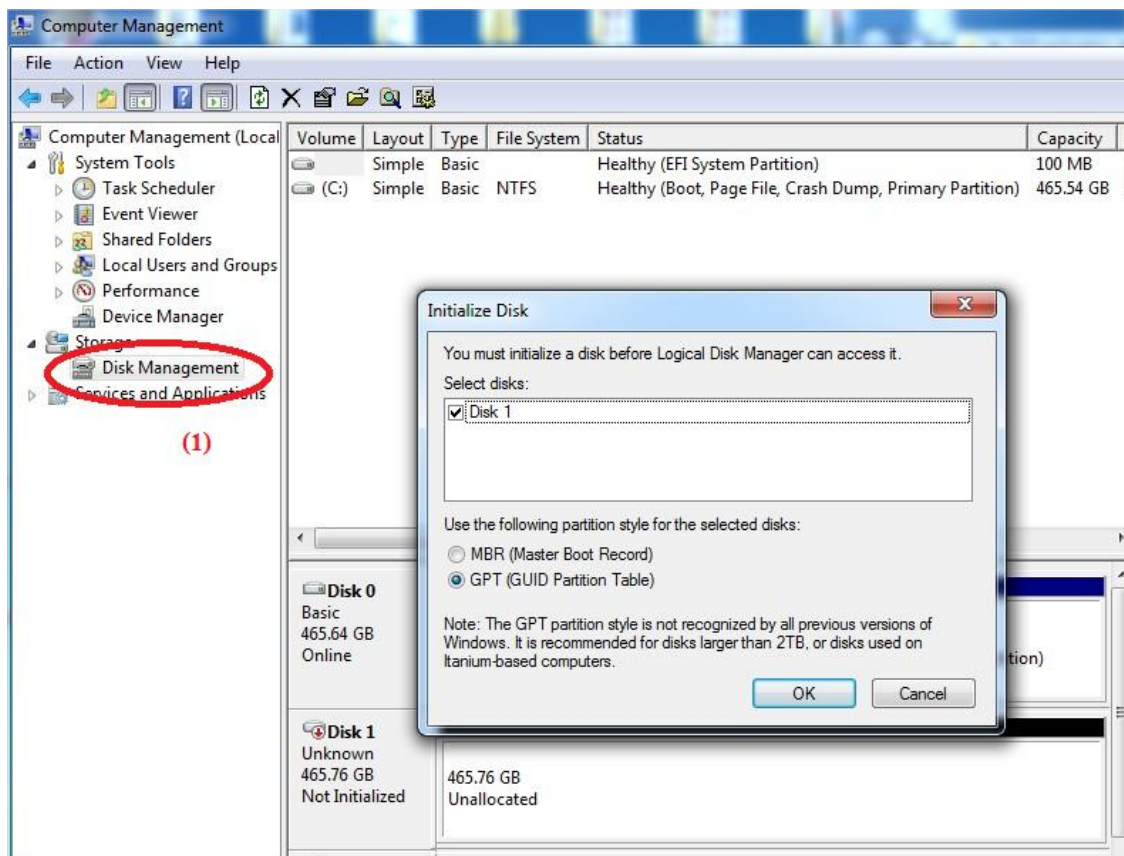 Computer Management
File Action View Help
Computer Management (Local
System Tools
Task Scheduler
Event Viewer
Shared Folders
Local Users and Groups
Performance
Device Manager
Storage
Disk Management
Services and Applications
(1)
Volume Layout Type File System Status Capacity
Simple Basic Healthy (EFI System Partition) 100 MB
(C:) Simple Basic NTFS Healthy (Boot, Page File, Crash Dump, Primary Partition) 465.54 GB
Initialize Disk
You must initialize a disk before Logical Disk Manager can access it.
Select disks:
Disk 1
Use the following partition style for the selected disks:
MBR (Master Boot Record)
GPT (GUID Partition Table)
Note: The GPT partition style is not recognized by all previous versions of
Windows. It is recommended for disks larger than 2TB, or disks used on
Itanium-based computers.
OK Cancel
Disk 0
Basic
465.64 GB
Online
tion)
Disk 1
Unknown
465.76 GB
Not Initialized
465.76 GB
Unallocated